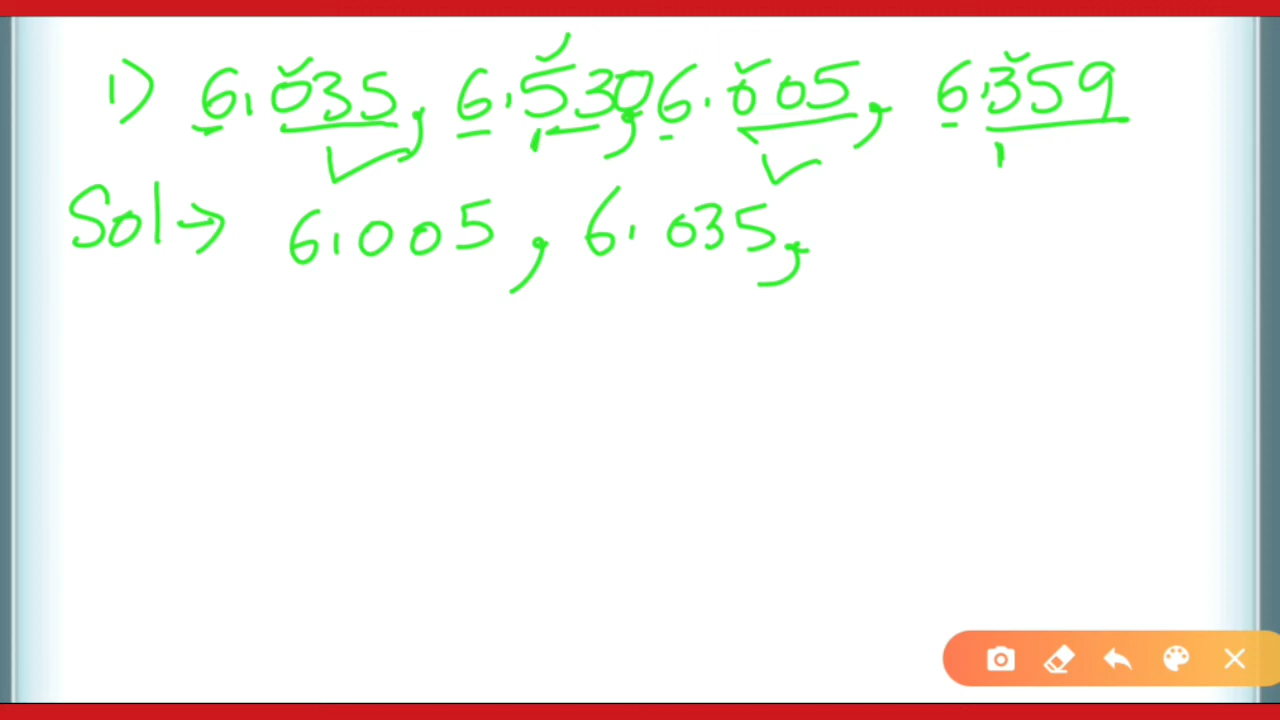 1) 6.035, 6.530, 6.005, 6.359
Sol→ 6.005, 6.035,